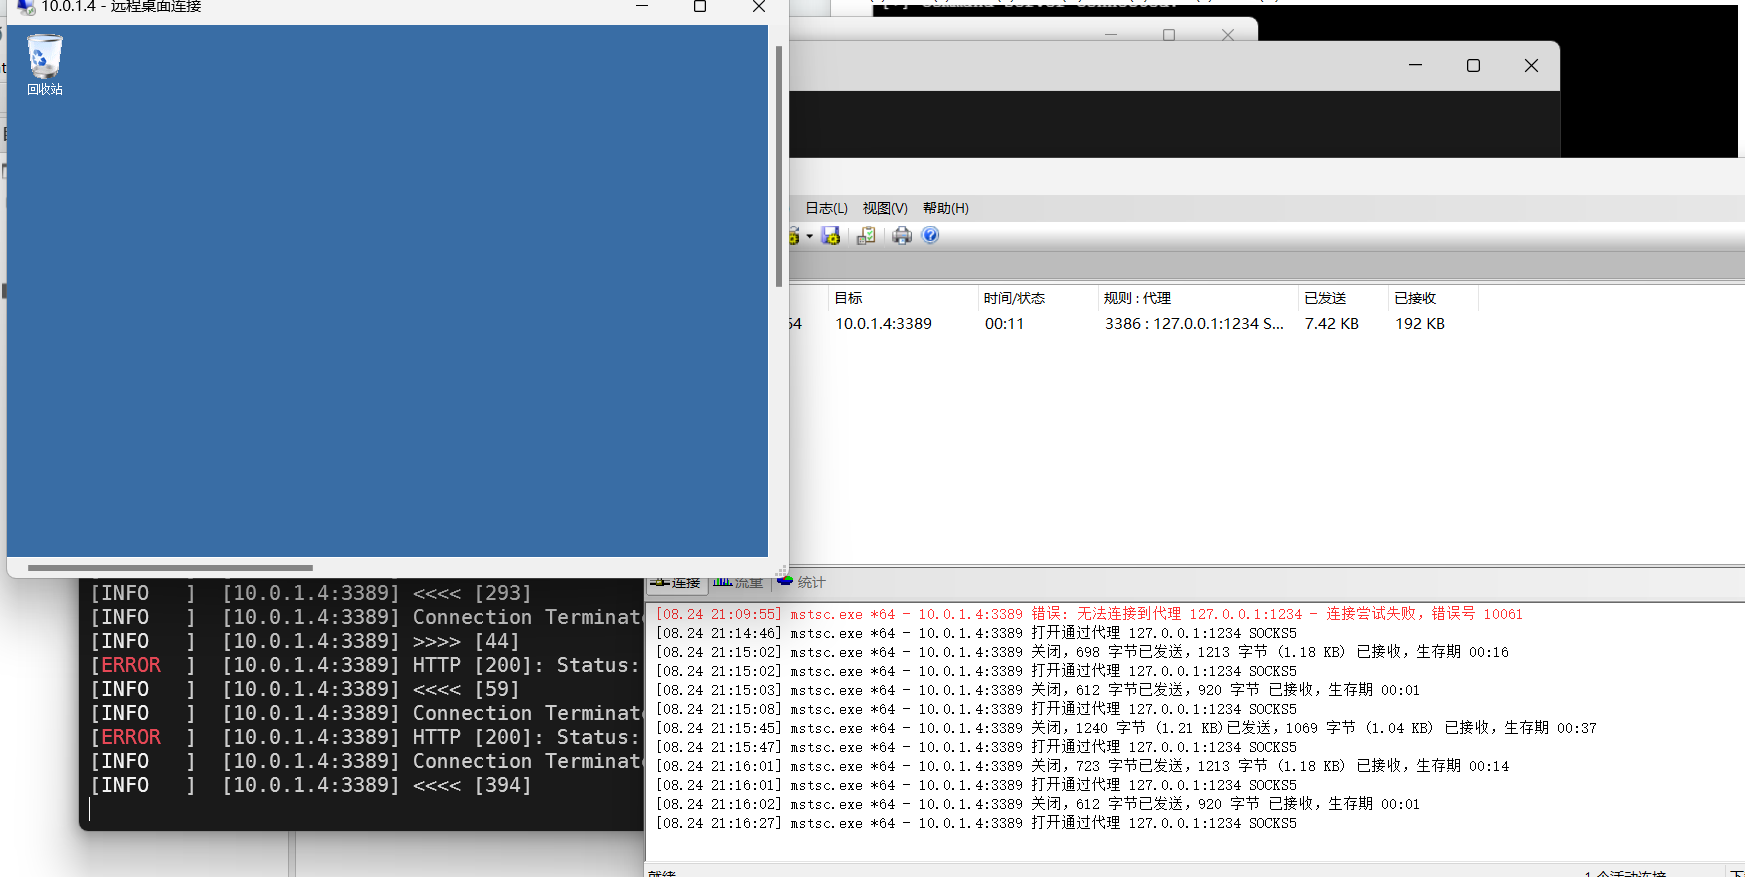 10.0.1.4 - 远程桌面连接
回收站
日志(L) 视图(V) 帮助(H)
目标 时间/状态 规则 : 代理 已发送 已接收
10.0.1.4:3389 00:11 3386 : 127.0.0.1:1234 S... 7.42 KB 192 KB
连接 流量 统计
[INFO ] [10.0.1.4:3389] <<<< [293]
[INFO ] [10.0.1.4:3389] Connection Terminate
[INFO ] [10.0.1.4:3389] >>>> [44]
[ERROR ] [10.0.1.4:3389] HTTP [200]: Status:
[INFO ] [10.0.1.4:3389] <<<< [59]
[INFO ] [10.0.1.4:3389] Connection Terminate
[ERROR ] [10.0.1.4:3389] HTTP [200]: Status:
[INFO ] [10.0.1.4:3389] Connection Terminate
[INFO ] [10.0.1.4:3389] <<<< [394]
[08.24 21:09:55] mstsc.exe *64 - 10.0.1.4:3389 错误: 无法连接到代理 127.0.0.1:1234 - 连接尝试失败，错误号 10061
[08.24 21:14:46] mstsc.exe *64 - 10.0.1.4:3389 打开通过代理 127.0.0.1:1234 SOCKS5
[08.24 21:15:02] mstsc.exe *64 - 10.0.1.4:3389 关闭，698 字节已发送，1213 字节 (1.18 KB) 已接收，生存期 00:16
[08.24 21:15:02] mstsc.exe *64 - 10.0.1.4:3389 打开通过代理 127.0.0.1:1234 SOCKS5
[08.24 21:15:03] mstsc.exe *64 - 10.0.1.4:3389 关闭，612 字节已发送，920 字节 已接收，生存期 00:01
[08.24 21:15:08] mstsc.exe *64 - 10.0.1.4:3389 打开通过代理 127.0.0.1:1234 SOCKS5
[08.24 21:15:45] mstsc.exe *64 - 10.0.1.4:3389 关闭，1240 字节 (1.21 KB)已发送，1069 字节 (1.04 KB) 已接收，生存期 00:37
[08.24 21:15:47] mstsc.exe *64 - 10.0.1.4:3389 打开通过代理 127.0.0.1:1234 SOCKS5
[08.24 21:16:01] mstsc.exe *64 - 10.0.1.4:3389 关闭，723 字节已发送，1213 字节 (1.18 KB) 已接收，生存期 00:14
[08.24 21:16:01] mstsc.exe *64 - 10.0.1.4:3389 打开通过代理 127.0.0.1:1234 SOCKS5
[08.24 21:16:02] mstsc.exe *64 - 10.0.1.4:3389 关闭，612 字节已发送，920 字节 已接收，生存期 00:01
[08.24 21:16:27] mstsc.exe *64 - 10.0.1.4:3389 打开通过代理 127.0.0.1:1234 SOCKS5
就绪 1 个活动连接